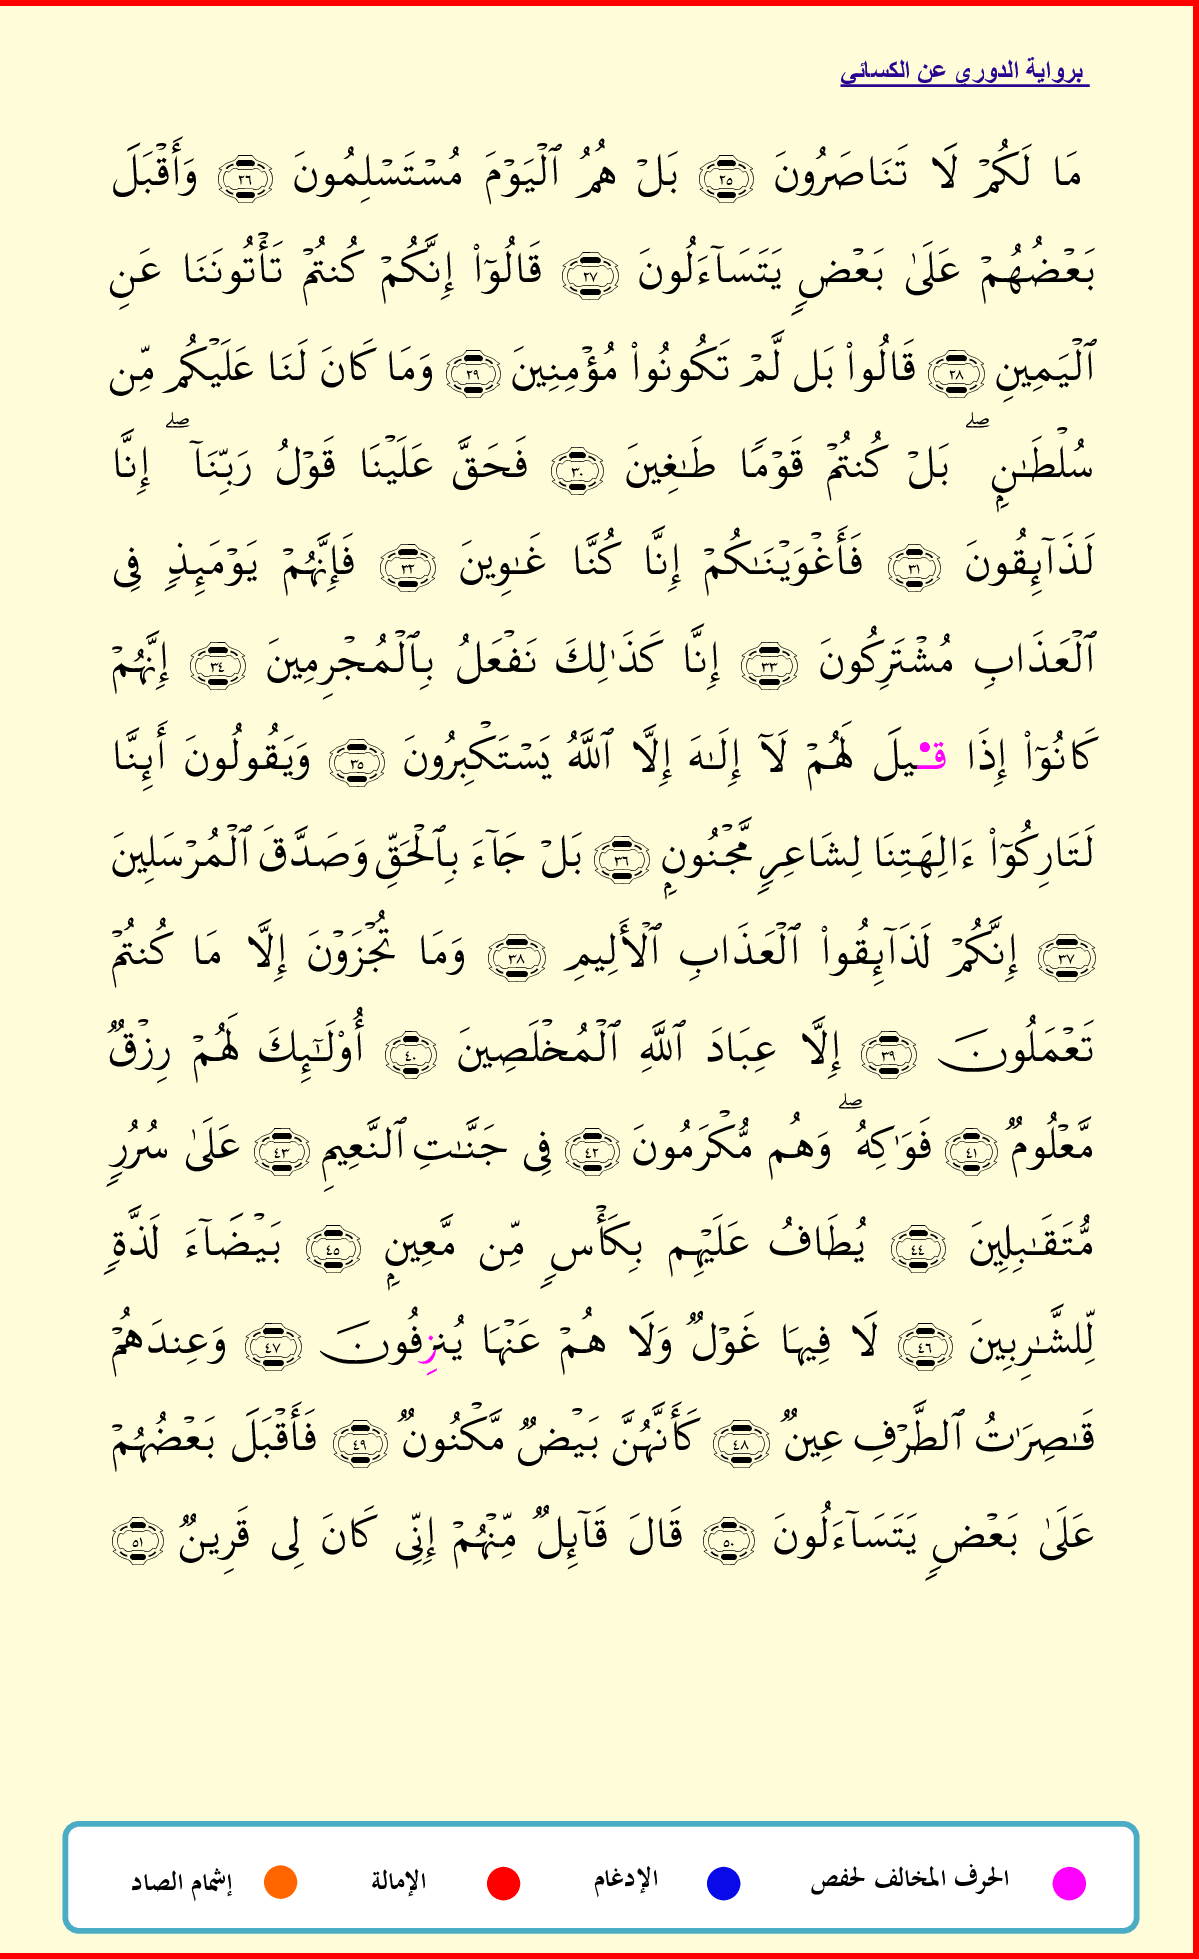 برواية الدوري عن الكسائي
مَا لَكُمۡ لَا تَنَاصَرُونَ ٢٥ بَلۡ هُمُ ٱلۡيَوۡمَ مُسۡتَسۡلِمُونَ ٢٦ وَأَقۡبَلَ
بَعۡضُهُمۡ عَلَىٰ بَعۡضٖ يَتَسَآءَلُونَ ٢٧ قَالُوٓاْ إِنَّكُمۡ كُنتُمۡ تَأۡتُونَنَا عَنِ
ٱلۡيَمِينِ ٢٨ قَالُواْ بَل لَّمۡ تَكُونُواْ مُؤۡمِنِينَ ٢٩ وَمَا كَانَ لَنَا عَلَيۡكُم مِّن
سُلۡطَٰنِۭۖ بَلۡ كُنتُمۡ قَوۡمٗا طَٰغِينَ ٣٠ فَحَقَّ عَلَيۡنَا قَوۡلُ رَبِّنَآۖ إِنَّا
لَذَآئِقُونَ ٣١ فَأَغۡوَيۡنَٰكُمۡ إِنَّا كُنَّا غَٰوِينَ ٣٢ فَإِنَّهُمۡ يَوۡمَئِذٖ فِي
ٱلۡعَذَابِ مُشۡتَرِكُونَ ٣٣ إِنَّا كَذَٰلِكَ نَفۡعَلُ بِٱلۡمُجۡرِمِينَ ٣٤ إِنَّهُمۡ
كَانُوٓاْ إِذَا قِيلَ لَهُمۡ لَآ إِلَٰهَ إِلَّا ٱللَّهُ يَسۡتَكۡبِرُونَ ٣٥ وَيَقُولُونَ أَئِنَّا
لَتَارِكُوٓاْ ءَالِهَتِنَا لِشَاعِرٖ مَّجۡنُونِۭ ٣٦ بَلۡ جَآءَ بِٱلۡحَقِّ وَصَدَّقَ ٱلۡمُرۡسَلِينَ
٣٧ إِنَّكُمۡ لَذَآئِقُواْ ٱلۡعَذَابِ ٱلۡأَلِيمِ ٣٨ وَمَا تُجۡزَوۡنَ إِلَّا مَا كُنتُمۡ
تَعۡمَلُونَ ٣٩ إِلَّا عِبَادَ ٱللَّهِ ٱلۡمُخۡلَصِينَ ٤٠ أُوْلَٰٓئِكَ لَهُمۡ رِزۡقٞ
مَّعۡلُومٞ ٤١ فَوَٰكِهُۖ وَهُم مُّكۡرَمُونَ ٤٢ فِي جَنَّٰتِ ٱلنَّعِيمِ ٤٣ عَلَىٰ سُرُرٖ
مُّتَقَٰبِلِينَ ٤٤ يُطَافُ عَلَيۡهِم بِكَأۡسٖ مِّن مَّعِينِۭ ٤٥ بَيۡضَآءَ لَذَّةٖ
لِّلشَّٰرِبِينَ ٤٦ لَا فِيهَا غَوۡلٞ وَلَا هُمۡ عَنۡهَا يُنزِفُونَ ٤٧ وَعِندَهُمۡ
قَٰصِرَٰتُ ٱلطَّرۡفِ عِينٞ ٤٨ كَأَنَّهُنَّ بَيۡضٞ مَّكۡنُونٞ ٤٩ فَأَقۡبَلَ بَعۡضُهُمۡ
عَلَىٰ بَعۡضٖ يَتَسَآءَلُونَ ٥٠ قَالَ قَآئِلٞ مِّنۡهُمۡ إِنِّي كَانَ لِي قَرِينٞ ٥١
الحرف المخالف لحفص الإدغام الإمالة إشمام الصاد